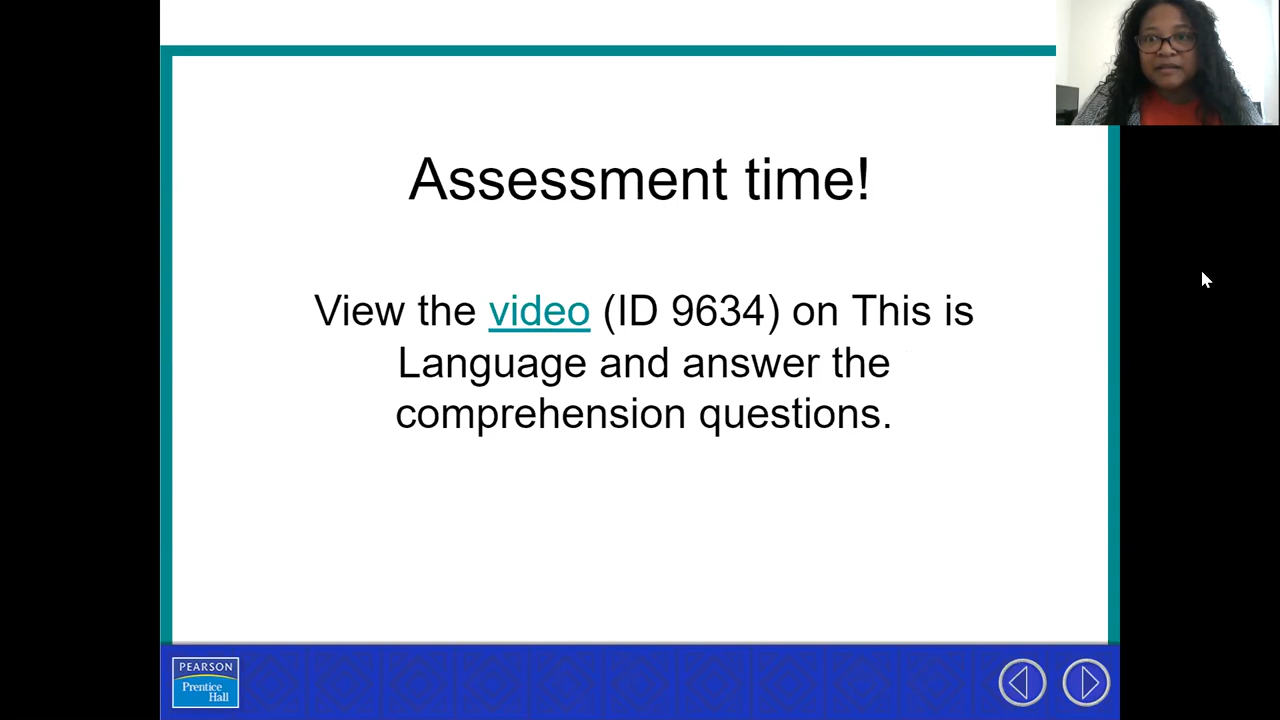 Assessment time!
View the video (ID 9634) on This is
Language and answer the
comprehension questions.
PEARSON
Prentice
Hall